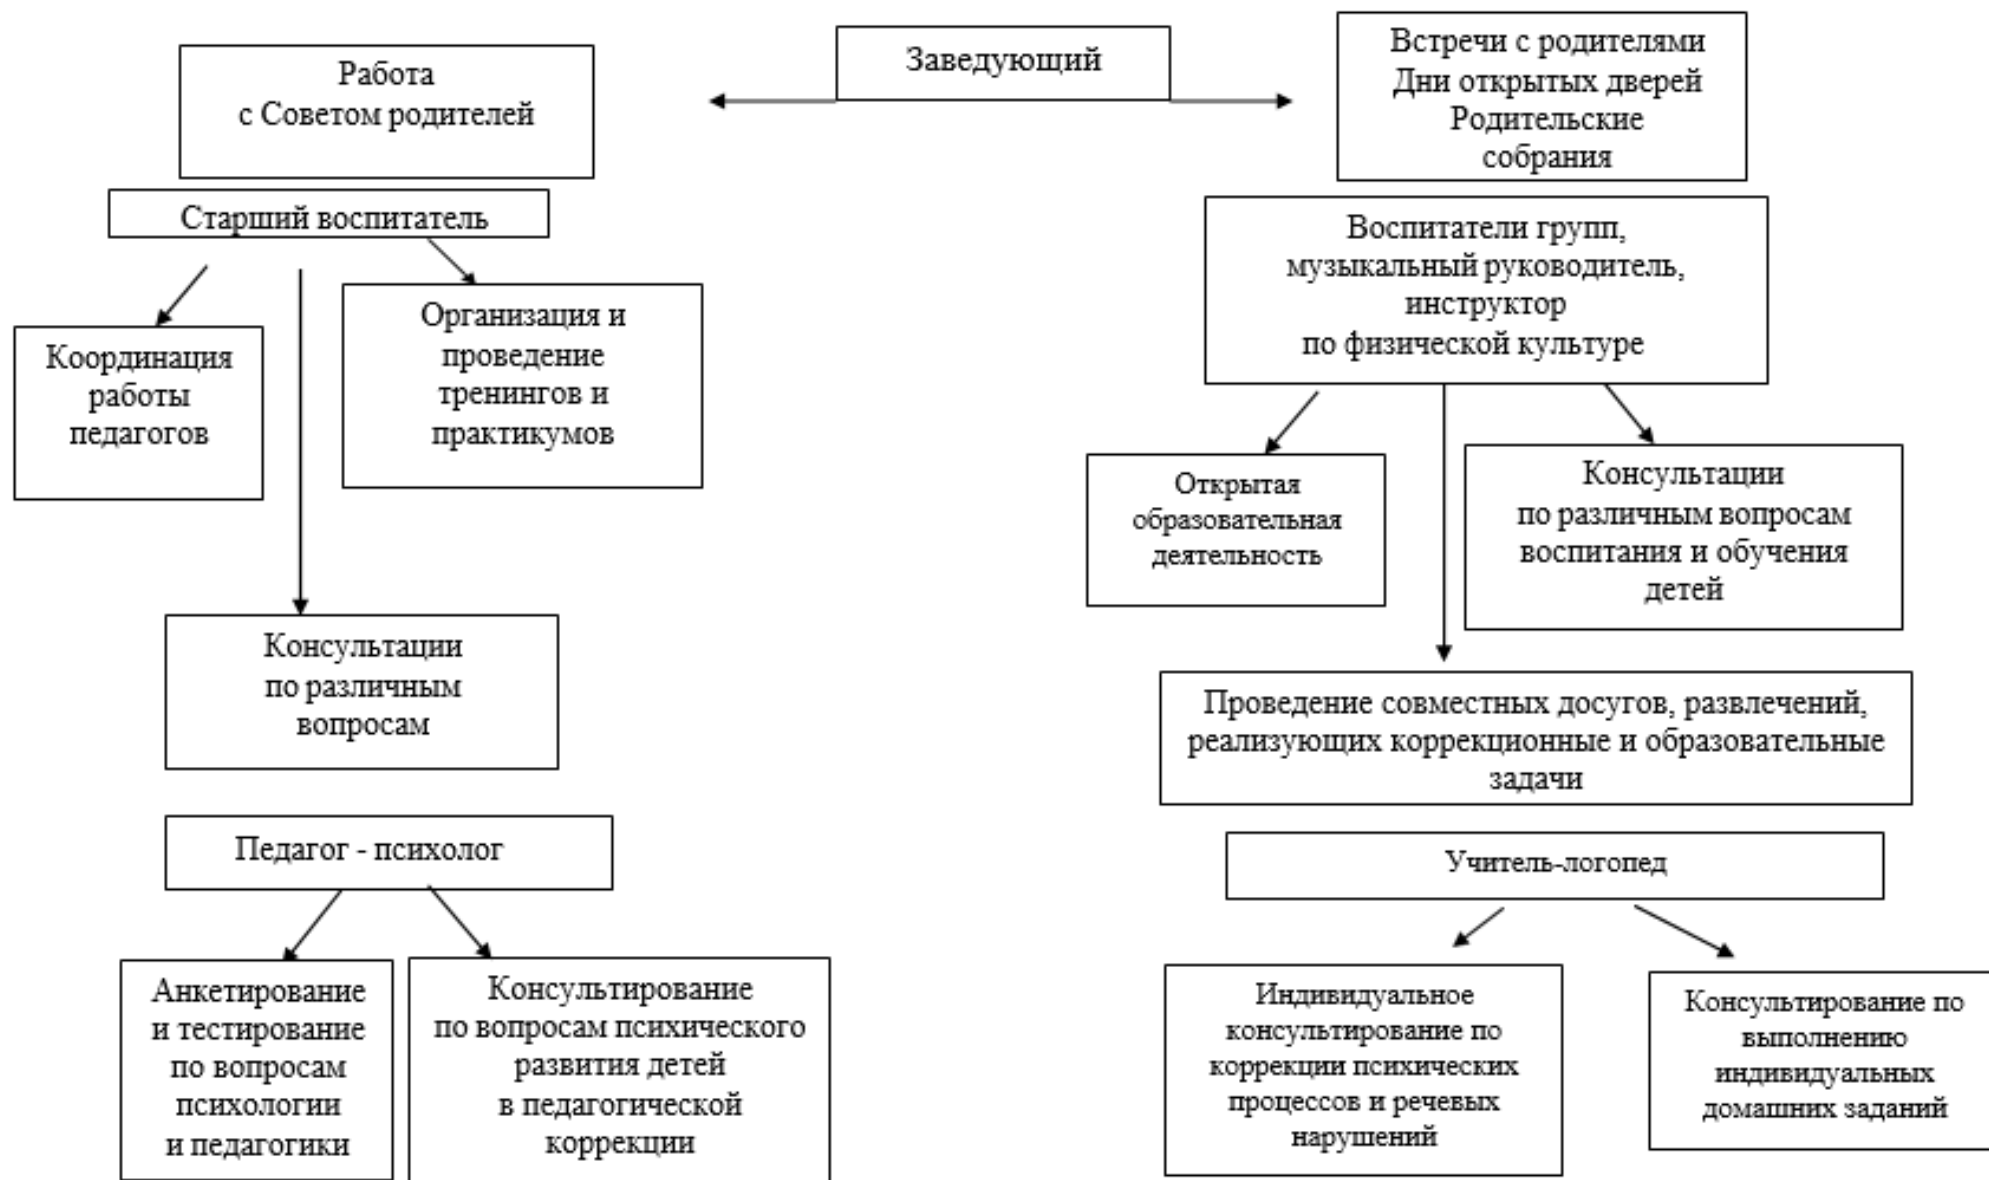 Заведующий
Работа
с Советом родителей
Встречи с родителями
Дни открытых дверей
Родительские
собрания
Старший воспитатель
Координация
работы
педагогов
Организация и
проведение
тренингов и
практикумов
Консультации
по различным
вопросам
Воспитатели групп,
музыкальный руководитель,
инструктор
по физической культуре
Открытая
образовательная
деятельность
Консультации
по различным вопросам
воспитания и обучения
детей
Проведение совместных досугов, развлечений,
реализующих коррекционные и образовательные
задачи
Педагог - психолог
Анкетирование
и тестирование
по вопросам
психологии
и педагогики
Консультирование
по вопросам психического
развития детей
в педагогической
коррекции
Учитель-логопед
Индивидуальное
консультирование по
коррекции психических
процессов и речевых
нарушений
Консультирование по
выполнению
индивидуальных
домашних заданий